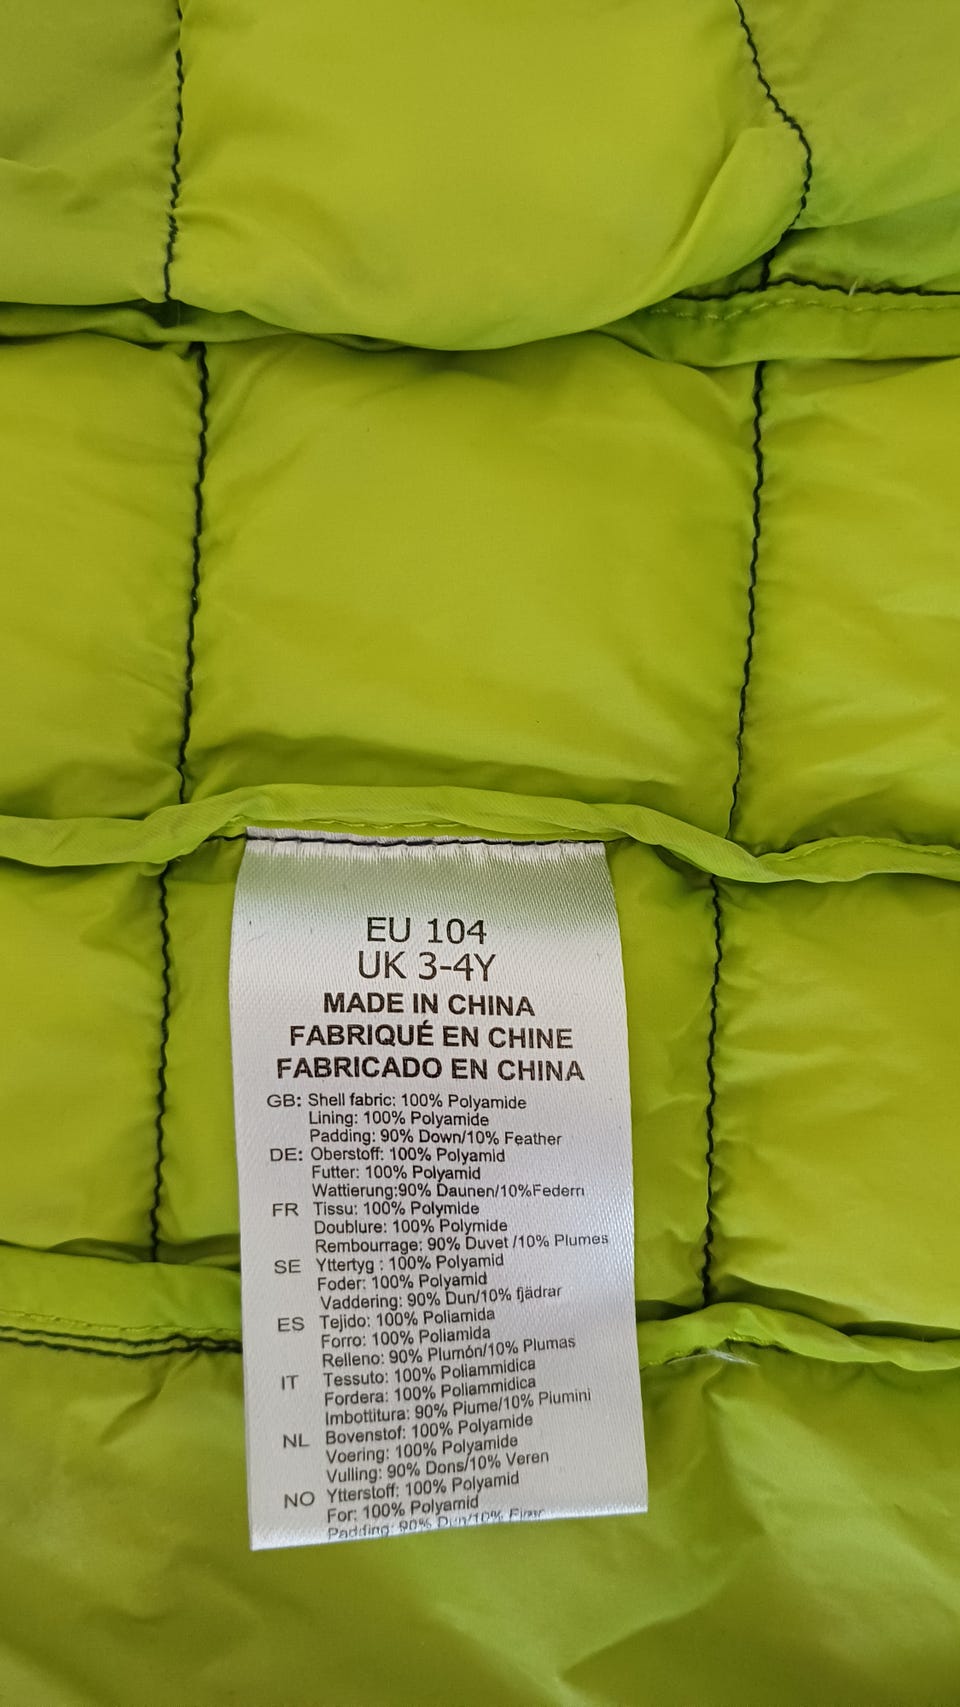 EU 104
UK 3-4Y
MADE IN CHINA
FABRIQUÉ EN CHINE
FABRICADO EN CHINA
GB: Shell fabric: 100% Polyamide
Lining: 100% Polyamide
Padding: 90% Down/10% Feather
DE: Oberstoff: 100% Polyamid
Futter: 100% Polyamid
Wattierung:90% Daunen/10%Federn
FR Tissu: 100% Polymide
Doublure: 100% Polymide
Rembourrage: 90% Duvet /10% Plumes
SE Yttertyg : 100% Polyamid
Foder: 100% Polyamid
Vaddering: 90% Dun/10% fjädrar
ES Tejido: 100% Poliamida
Forro: 100% Poliamida
Relleno: 90% Plumón/10% Plumas
IT Tessuto: 100% Poliammidica
Fordera: 100% Poliammidica
Imbottitura: 90% Piume/10% Piumini
NL Bovenstof: 100% Polyamide
Voering: 100% Polyamide
Vulling: 90% Dons/10% Veren
NO Ytterstoff: 100% Polyamid
For: 100% Polyamid
Padding: 90% Dun/10%